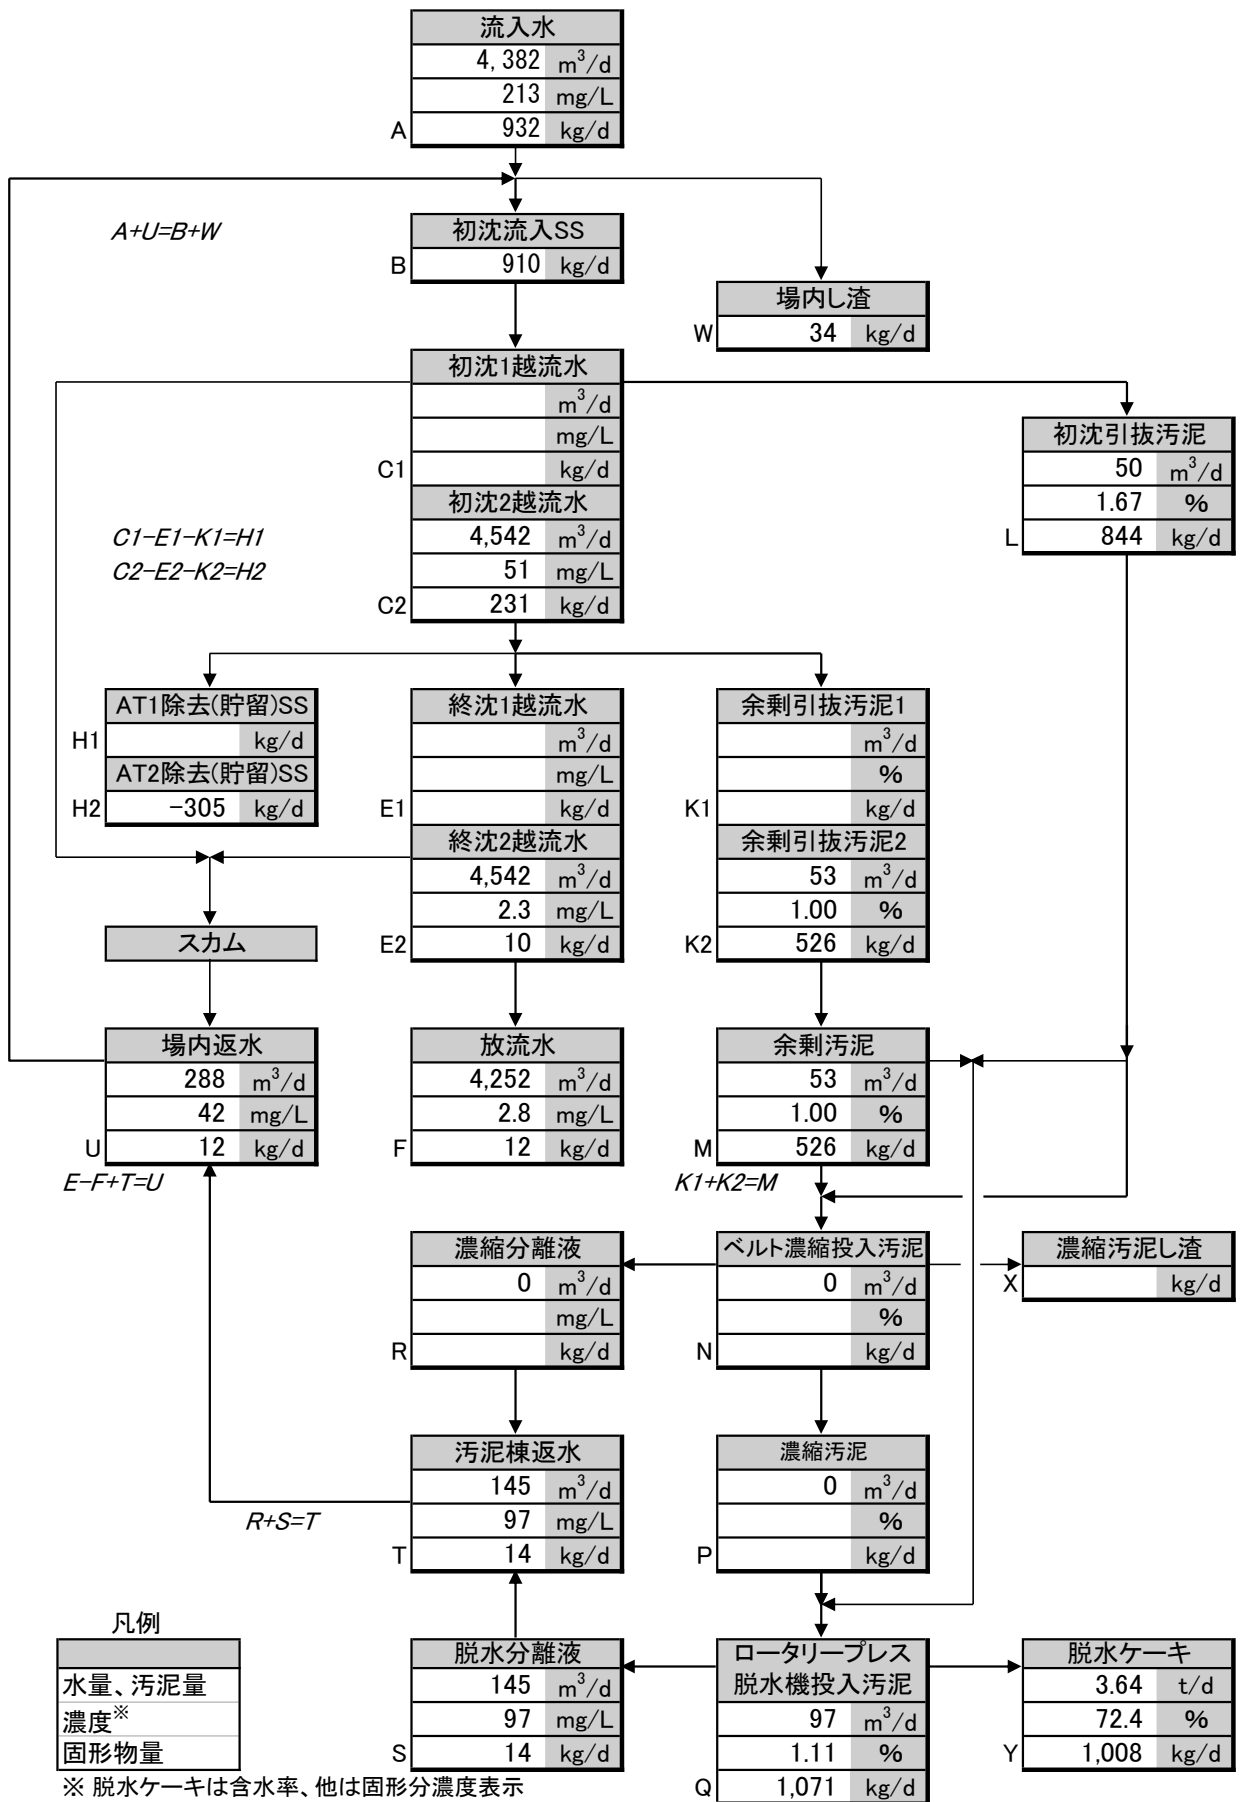 流入水
4,382 m³/d
213 mg/L
A 932 kg/d
A+U=B+W
初沈流入SS
B 910 kg/d
場内し渣
W 34 kg/d
初沈1越流水
m³/d
mg/L
C1 kg/d
初沈2越流水
4,542 m³/d
51 mg/L
C2 231 kg/d
初沈引抜汚泥
50 m³/d
1.67 %
L 844 kg/d
C1-E1-K1=H1
C2-E2-K2=H2
AT1除去(貯留)SS
H1 kg/d
AT2除去(貯留)SS
H2 -305 kg/d
終沈1越流水
m³/d
mg/L
E1 kg/d
終沈2越流水
4,542 m³/d
2.3 mg/L
E2 10 kg/d
余剰引抜汚泥1
m³/d
%
K1 kg/d
余剰引抜汚泥2
53 m³/d
1.00 %
K2 526 kg/d
スカム
場内返水
288 m³/d
42 mg/L
U 12 kg/d
E-F+T=U
放流水
4,252 m³/d
2.8 mg/L
F 12 kg/d
余剰汚泥
53 m³/d
1.00 %
M 526 kg/d
K1+K2=M
濃縮分離液
0 m³/d
mg/L
R kg/d
ベルト濃縮投入汚泥
0 m³/d
%
N kg/d
濃縮汚泥し渣
X kg/d
汚泥棟返水
145 m³/d
97 mg/L
T 14 kg/d
R+S=T
濃縮汚泥
0 m³/d
%
P kg/d
凡例
水量、汚泥量
濃度※
固形物量
※ 脱水ケーキは含水率、他は固形分濃度表示
脱水分離液
145 m³/d
97 mg/L
S 14 kg/d
ロータリープレス
脱水機投入汚泥
97 m³/d
1.11 %
Q 1,071 kg/d
脱水ケーキ
3.64 t/d
72.4 %
Y 1,008 kg/d